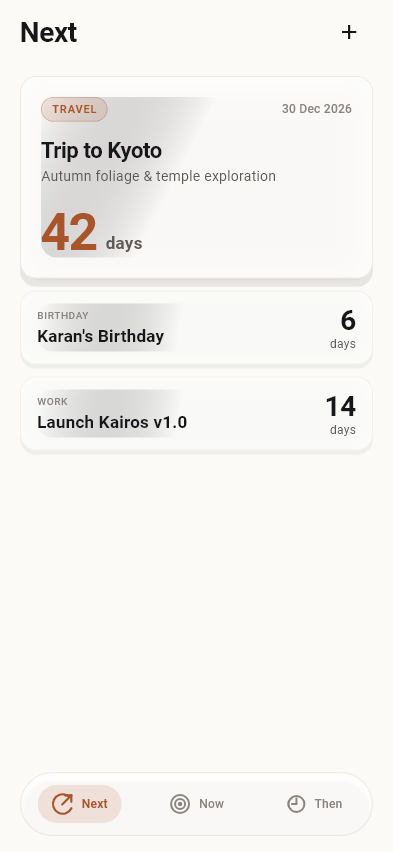 Next
+
TRAVEL
30 Dec 2026
Trip to Kyoto
Autumn foliage & temple exploration
42 days
BIRTHDAY
Karan's Birthday
6
days
WORK
Launch Kairos v1.0
14
days
Next
Now
Then